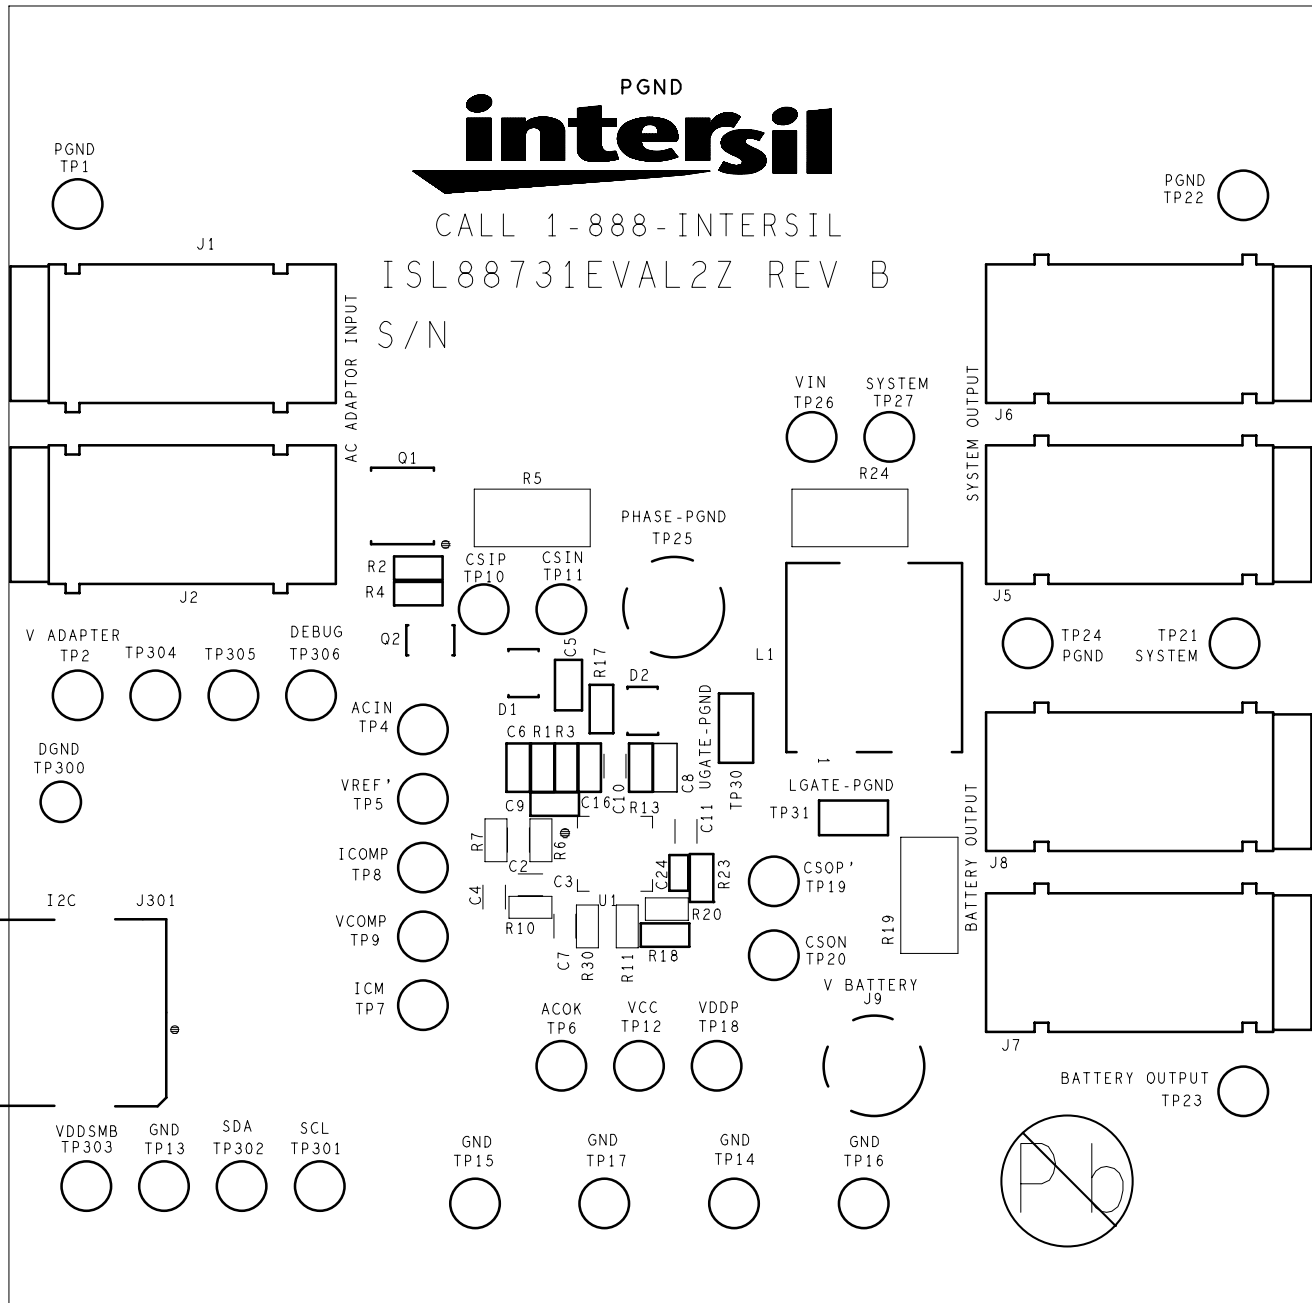 PGND
intersil
PGND
TP1
PGND
TP22
CALL 1-888-INTERSIL
J1
ISL88731EVAL2Z REV B
S/N
AC ADAPTOR INPUT
VIN
TP26
SYSTEM
TP27
SYSTEM OUTPUT
J6
Q1
R5
R24
PHASE-PGND
TP25
R2
R4
CSIP
TP10
CSIN
TP11
J2
J5
V ADAPTER
TP2
TP304
TP305
DEBUG
TP306
Q2
C5
R17
D2
L1
TP24
PGND
TP21
SYSTEM
D1
ACIN
TP4
UGATE-PGND
TP30
DGND
TP300
C6
R1
R3
C8
1
VREF'
TP5
C9
C16
C10
R13
C11
LGATE-PGND
TP31
BATTERY OUTPUT
J8
R7
R6
C2
ICOMP
TP8
C3
C24
R23
CSOP'
TP19
I2C
J301
C4
R10
U1
R20
R19
VCOMP
TP9
C7
R30
R11
R18
CSON
TP20
ICM
TP7
V BATTERY
J9
ACOK
TP6
VCC
TP12
VDDP
TP18
J7
BATTERY OUTPUT
TP23
VDDSMB
TP303
GND
TP13
SDA
TP302
SCL
TP301
GND
TP15
GND
TP17
GND
TP14
GND
TP16
Pb